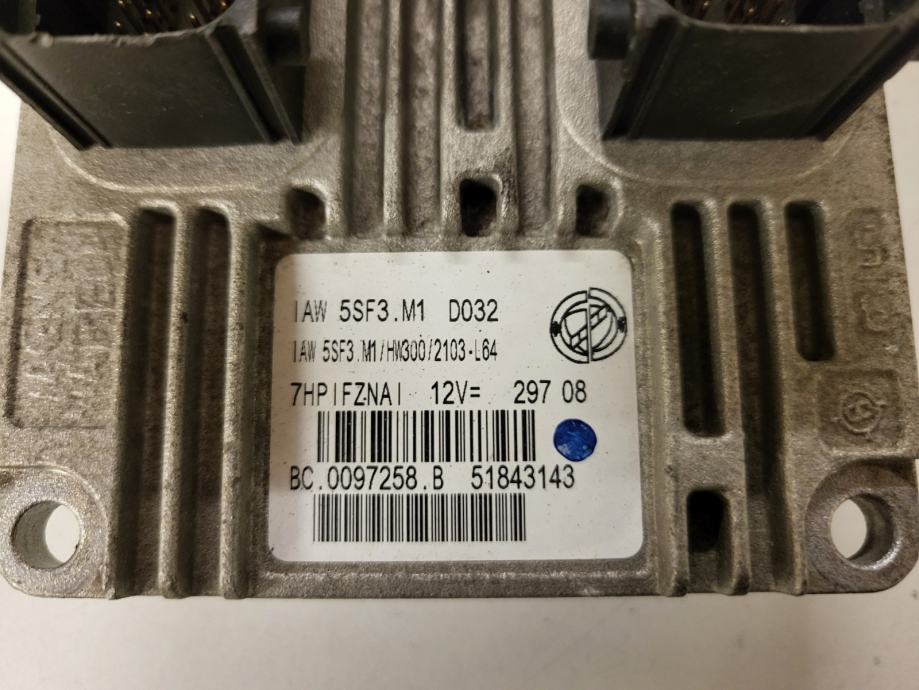 IAW 5SF3.M1 D032
IAW 5SF3.M1/HW300/2103-L64
7HPIFZNAI 12V= 297 08
BC.0097258.B 51843143